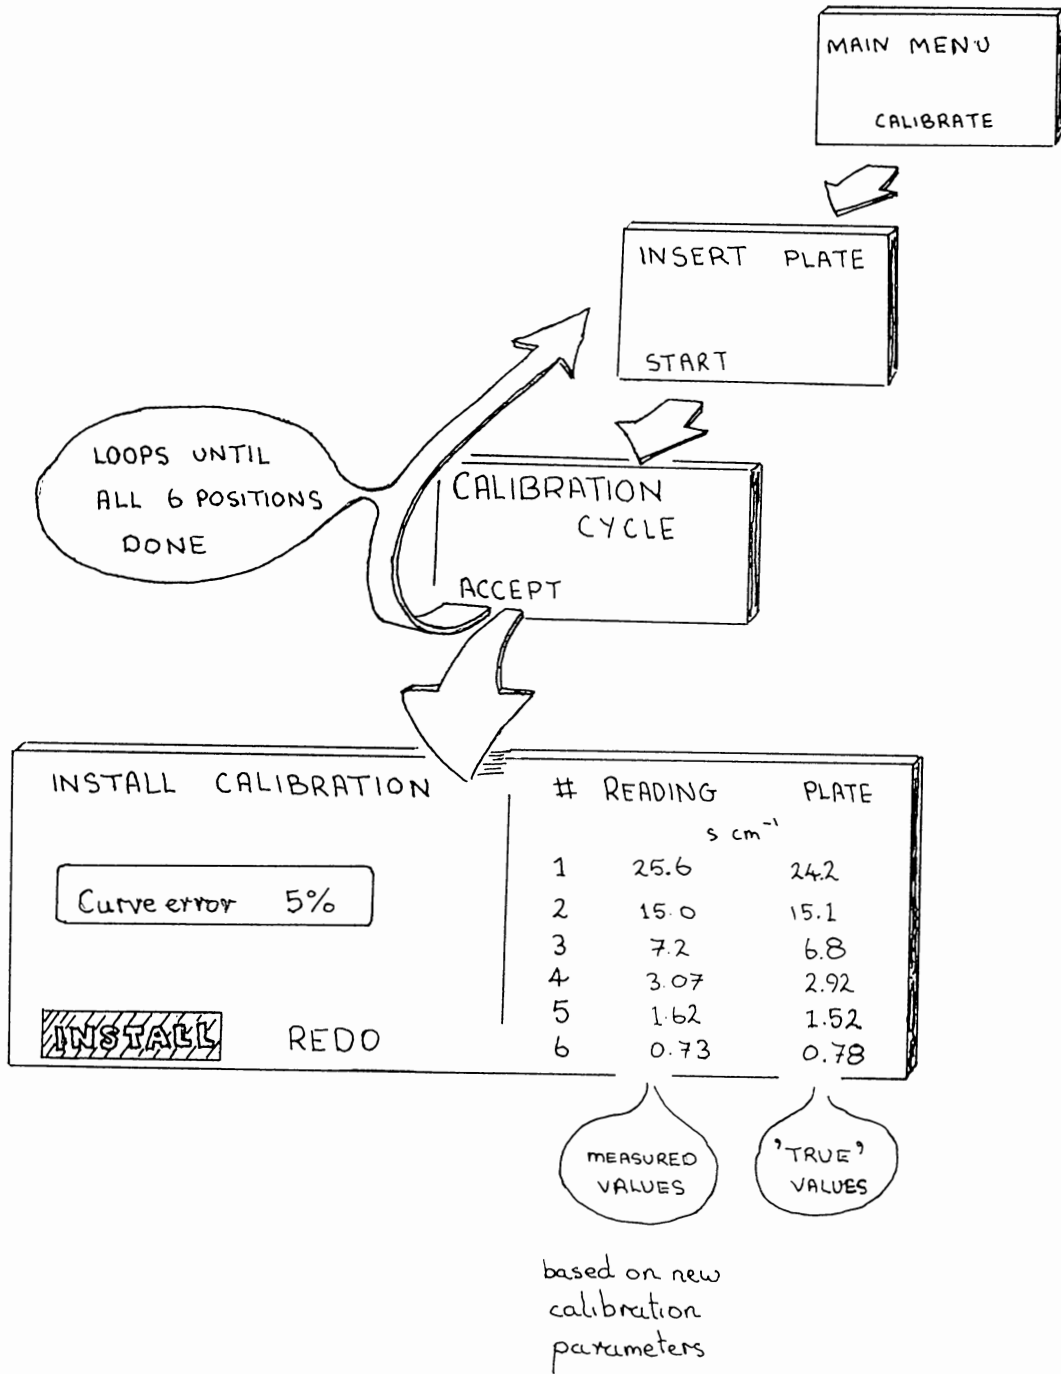 MAIN MENU
CALIBRATE
INSERT PLATE
START
LOOPS UNTIL
ALL 6 POSITIONS
DONE
CALIBRATION
CYCLE
ACCEPT
INSTALL CALIBRATION
Curve error 5%
INSTALL REDO
# READING PLATE
s cm⁻¹
1 25.6 24.2
2 15.0 15.1
3 7.2 6.8
4 3.07 2.92
5 1.62 1.52
6 0.73 0.78
MEASURED
VALUES
'TRUE'
VALUES
based on new
calibration
parameters